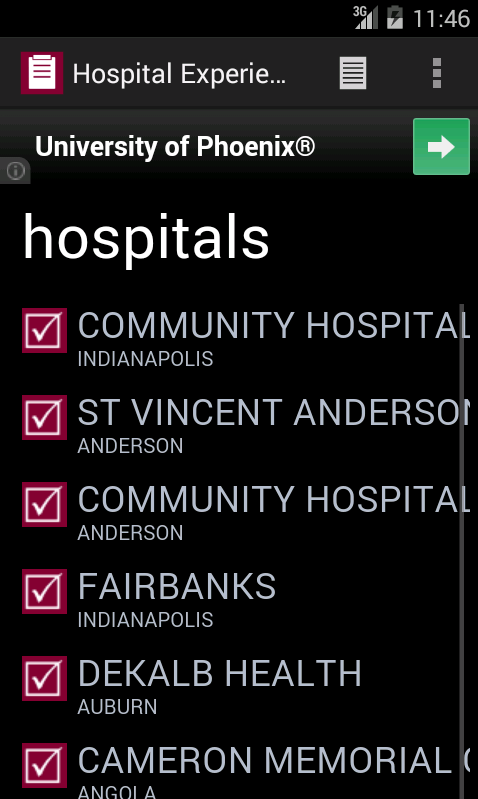 3G 11:46
Hospital Experie...
University of Phoenix®
hospitals
COMMUNITY HOSPITAL
INDIANAPOLIS
ST VINCENT ANDERSON
ANDERSON
COMMUNITY HOSPITAL
ANDERSON
FAIRBANKS
INDIANAPOLIS
DEKALB HEALTH
AUBURN
CAMERON MEMORIAL C
ANGOLA